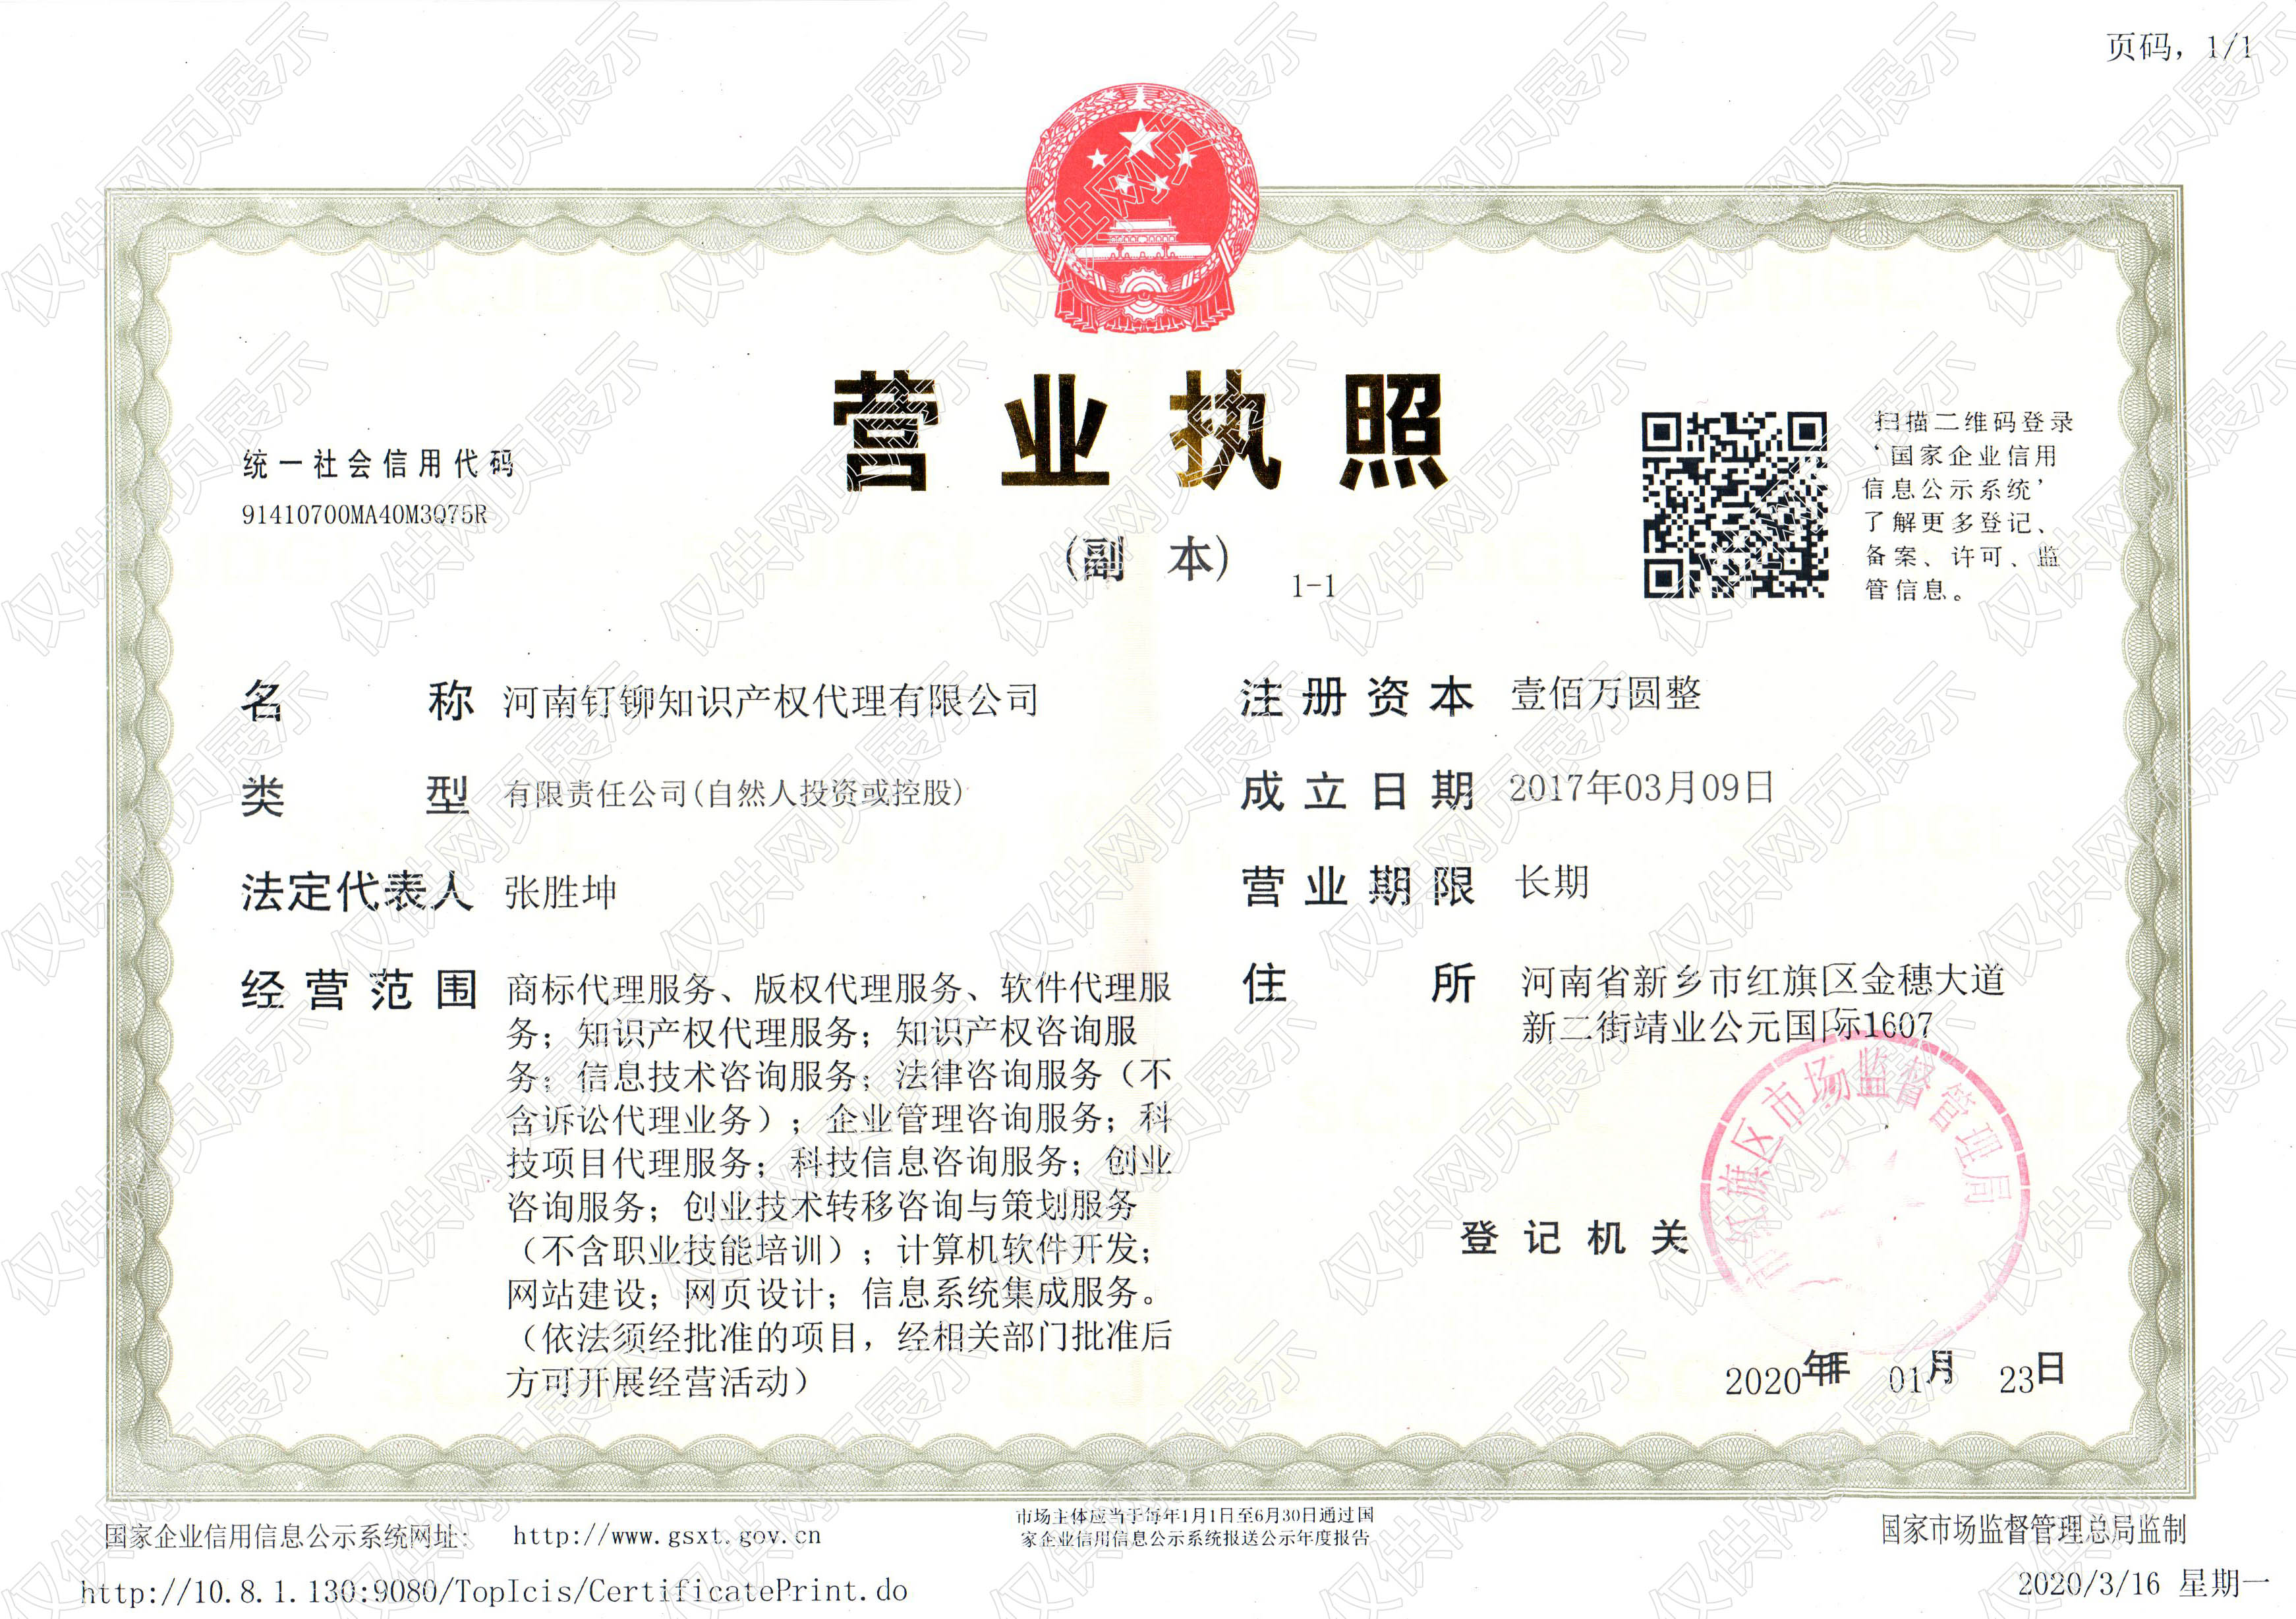 页码，1/1
营业执照
（副 本）
1-1
统一社会信用代码
91410700MA40M3Q75R
扫描二维码登录
‘国家企业信用
信息公示系统’
了解更多登记、
备案、许可、监
管信息。
名 称 河南钉铆知识产权代理有限公司
类 型 有限责任公司(自然人投资或控股)
法定代表人 张胜坤
经营范围 商标代理服务、版权代理服务、软件代理服
务；知识产权代理服务；知识产权咨询服
务；信息技术咨询服务；法律咨询服务（不
含诉讼代理业务）；企业管理咨询服务；科
技项目代理服务；科技信息咨询服务；创业
咨询服务；创业技术转移咨询与策划服务
（不含职业技能培训）；计算机软件开发；
网站建设；网页设计；信息系统集成服务。
（依法须经批准的项目，经相关部门批准后
方可开展经营活动）
注册资本 壹佰万圆整
成立日期 2017年03月09日
营业期限 长期
住 所 河南省新乡市红旗区金穗大道
新二街靖业公元国际1607
市红旗区市场监督管理局
登记机关
2020年 01月 23日
国家企业信用信息公示系统网址: http://www.gsxt.gov.cn
市场主体应当于每年1月1日至6月30日通过国
家企业信用信息公示系统报送公示年度报告
国家市场监督管理总局监制
http://10.8.1.130:9080/TopIcis/CertificatePrint.do
2020/3/16 星期一
仅供网页展示